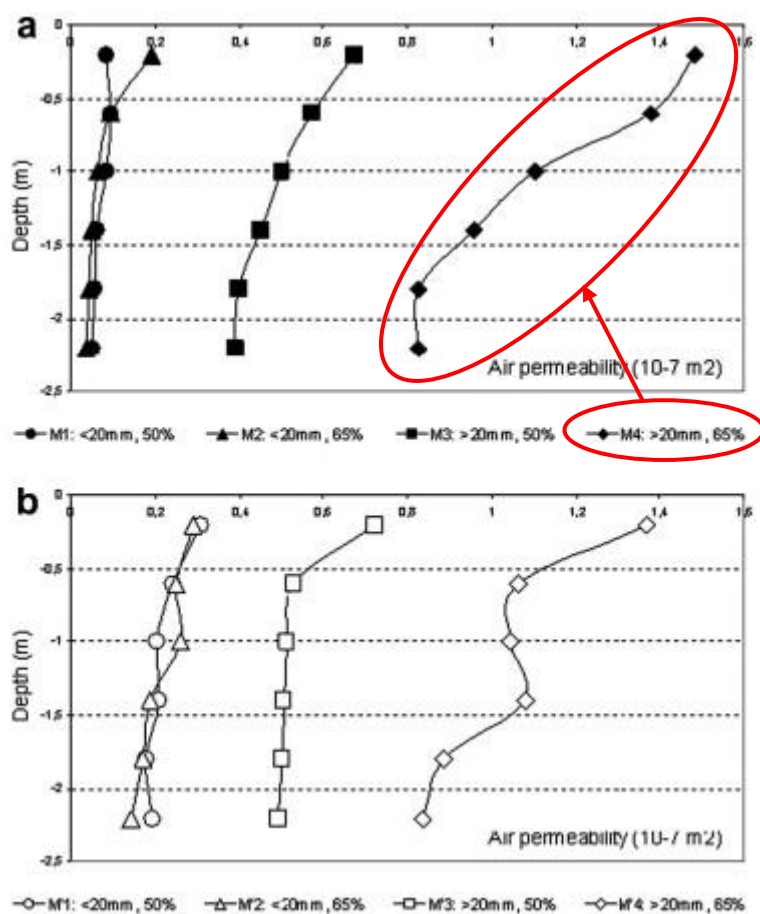 a
0 0,2 0,4 0,6 0,8 1 1,2 1,4 1,6
0
-0,5
-1
-1,5
-2
-2,5
Depth (m)
Air permeability (10-7 m2)
M1: <20mm, 50% M2: <20mm, 65% M3: >20mm, 50% M4: >20mm, 65%
b
0 0,2 0,4 0,6 0,8 1 1,2 1,4 1,6
0
-0,5
-1
-1,5
-2
-2,5
Depth (m)
Air permeability (10-7 m2)
M'1: <20mm, 50% M'2: <20mm, 65% M'3: >20mm, 50% M'4: >20mm, 65%